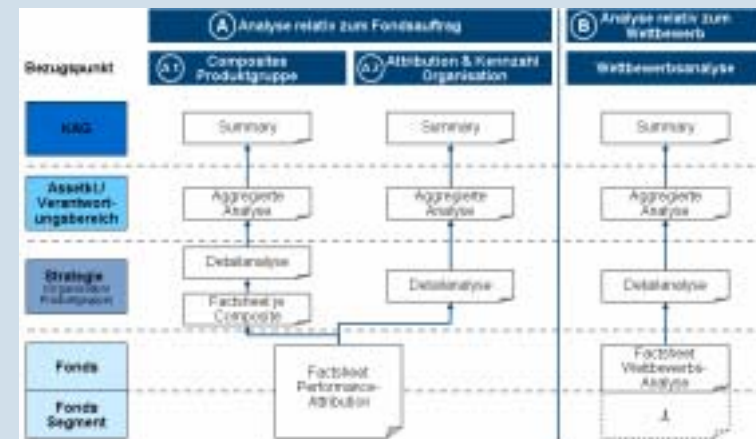 A Analyse relativ zum Fondsauftrag
B Analyse relativ zum
Wettbewerb
Bezugspunkt
A.1 Composites
Produktgruppe
A.2 Attribution & Kennzahl
Organisation
Wettbewerbsanalyse
KAG
Summary
Summary
Summary
Assetkl./
Verantwort-
ungsbereich
Aggregierte
Analyse
Aggregierte
Analyse
Aggregierte
Analyse
Strategie
Produktgruppe
Detailanalyse
Factsheet je
Composite
Detailanalyse
Detailanalyse
Fonds
Factsheet
Performance-
Attribution
Factsheet
Wettbewerbs-
Analyse
Fonds
Segment